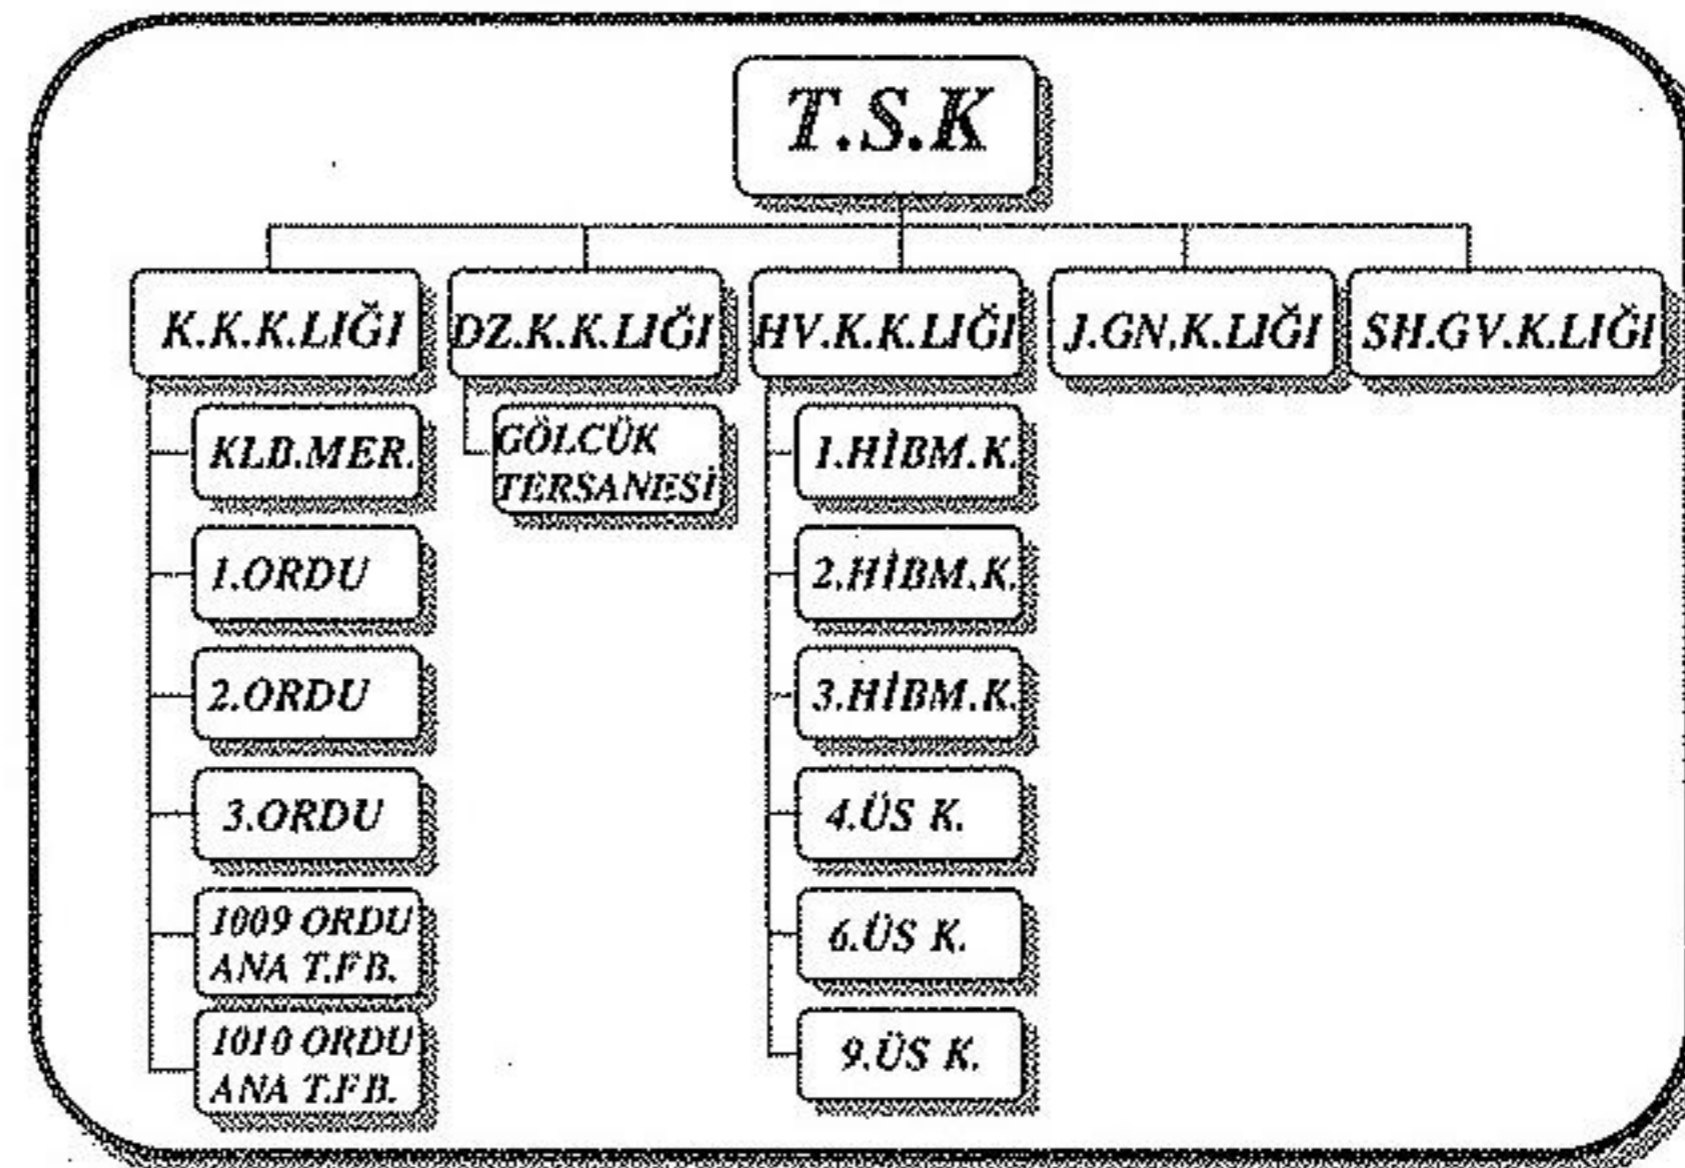 T.S.K
K.K.K.LIĞI
DZ.K.K.LIĞI
HV.K.K.LIĞI
J.GN.K.LIĞI
SH.GV.K.LIĞI
KLB.MER.
1.ORDU
2.ORDU
3.ORDU
1009 ORDU
ANA T.FB.
1010 ORDU
ANA T.FB.
GÖLCÜK
TERSANESİ
1.HİBM.K.
2.HİBM.K.
3.HİBM.K.
4.ÜS K.
6.ÜS K.
9.ÜS K.